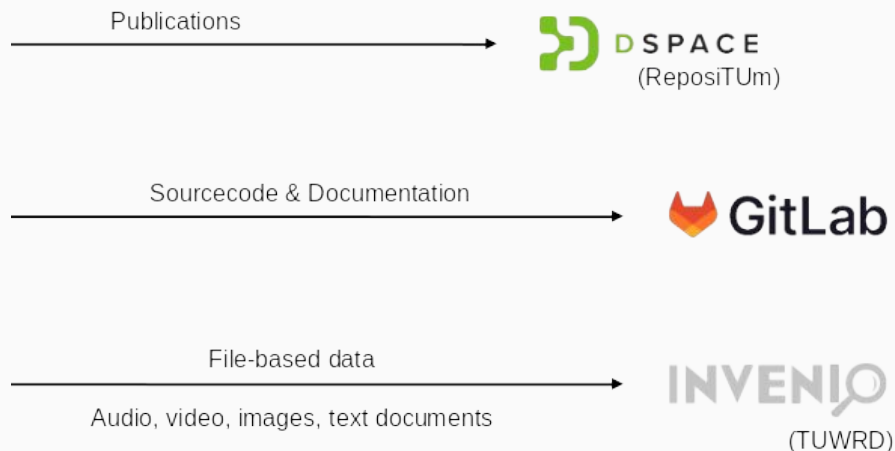 Publications
DSPACE
(ReposiTUm)
Sourcecode & Documentation
GitLab
File-based data
INVENIO
Audio, video, images, text documents
(TUWRD)